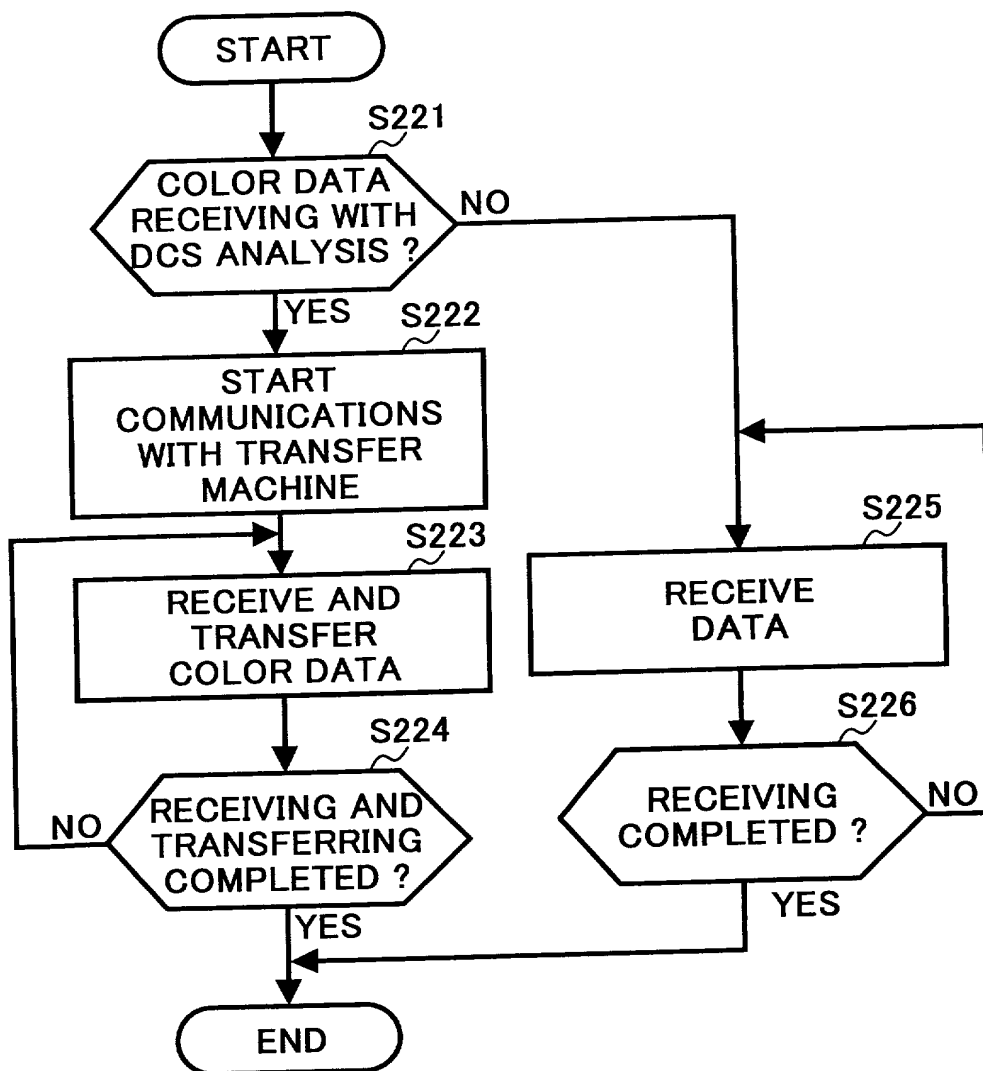 START
S221
COLOR DATA
RECEIVING WITH
DCS ANALYSIS ?
NO
YES
S222
START
COMMUNICATIONS
WITH TRANSFER
MACHINE
S223
RECEIVE AND
TRANSFER
COLOR DATA
S224
RECEIVING AND
TRANSFERRING
COMPLETED ?
NO
YES
S225
RECEIVE
DATA
S226
RECEIVING
COMPLETED ?
NO
YES
END